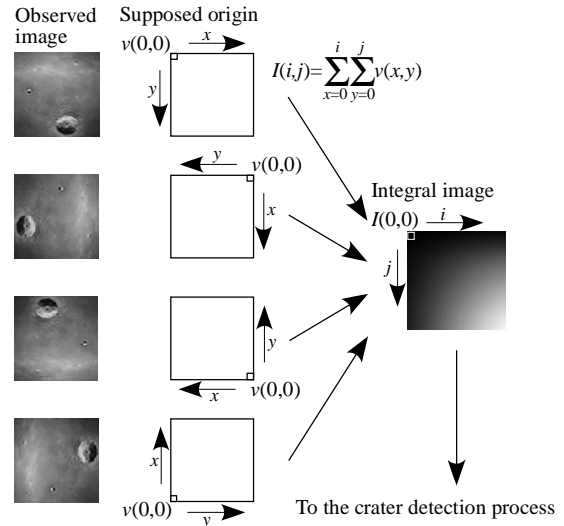 Observed image
Supposed origin
v(0,0) x
y
I(i,j)=∑∑v(x,y)
i j
x=0 y=0
y v(0,0)
x
Integral image
I(0,0) i
j
y
x v(0,0)
x
v(0,0) y
To the crater detection process